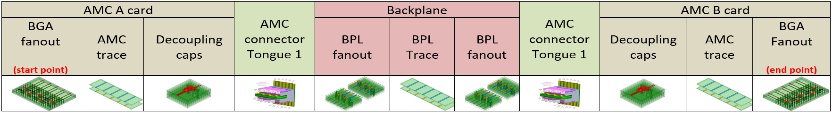 AMC A card
AMC
connector
Tongue 1
Backplane
AMC
connector
Tongue 1
AMC B card
BGA
fanout
(start point)
AMC
trace
Decoupling
caps
BPL
fanout
BPL
Trace
BPL
fanout
Decoupling
caps
AMC
trace
BGA
Fanout
(end point)